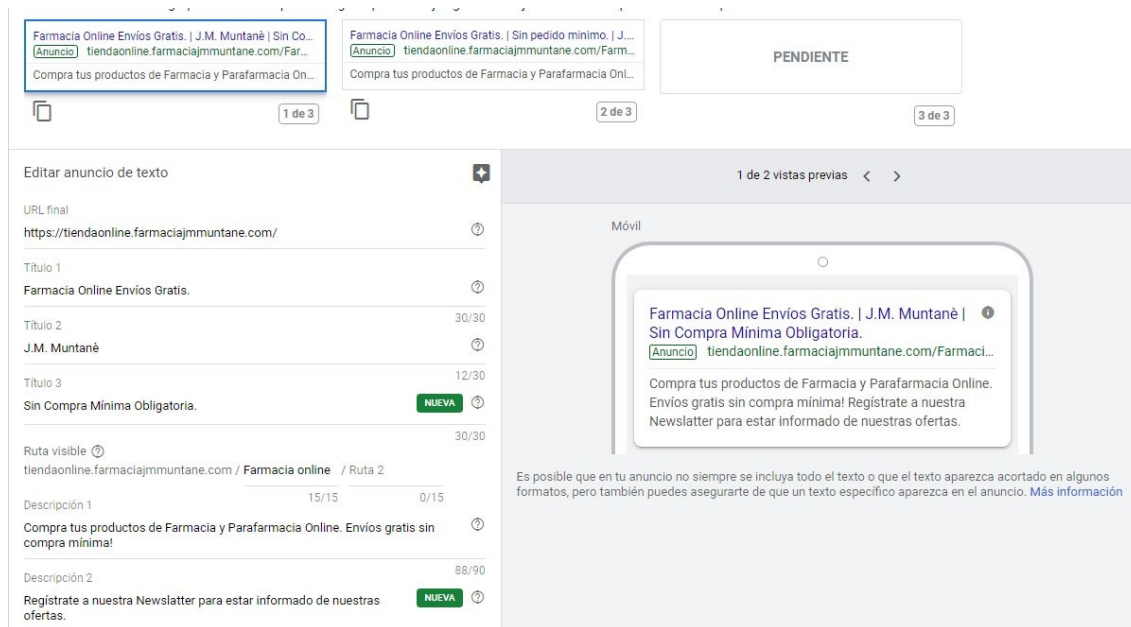 Farmacia Online Envíos Gratis. | J.M. Muntanè | Sin Co...
Anuncio tiendaonline.farmaciajmmuntane.com/Far...
Compra tus productos de Farmacia y Parafarmacia On...
1 de 3
Farmacia Online Envíos Gratis. | Sin pedido minimo. | J....
Anuncio tiendaonline.farmaciajmmuntane.com/Farm...
Compra tus productos de Farmacia y Parafarmacia Onl...
2 de 3
PENDIENTE
3 de 3
Editar anuncio de texto
URL final
https://tiendaonline.farmaciajmmuntane.com/
Título 1
Farmacia Online Envíos Gratis.
30/30
Título 2
J.M. Muntanè
12/30
Título 3
Sin Compra Mínima Obligatoria.
NUEVA
30/30
Ruta visible
tiendaonline.farmaciajmmuntane.com / Farmacia online / Ruta 2
15/15 0/15
Descripción 1
Compra tus productos de Farmacia y Parafarmacia Online. Envíos gratis sin
compra mínima!
88/90
Descripción 2
Regístrate a nuestra Newslatter para estar informado de nuestras
ofertas.
NUEVA
1 de 2 vistas previas
Móvil
Farmacia Online Envíos Gratis. | J.M. Muntanè |
Sin Compra Mínima Obligatoria.
Anuncio tiendaonline.farmaciajmmuntane.com/Farmaci...
Compra tus productos de Farmacia y Parafarmacia Online.
Envíos gratis sin compra mínima! Regístrate a nuestra
Newslatter para estar informado de nuestras ofertas.
Es posible que en tu anuncio no siempre se incluya todo el texto o que el texto aparezca acortado en algunos
formatos, pero también puedes asegurarte de que un texto específico aparezca en el anuncio. Más información